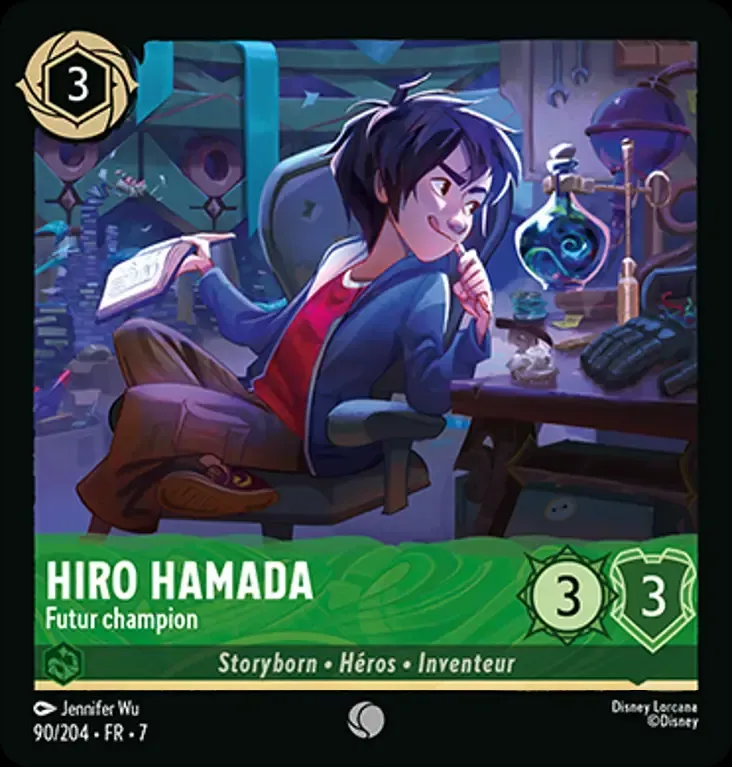 3
HIRO HAMADA
Futur champion
3 3
Storyborn • Héros • Inventeur
Jennifer Wu
90/204 • FR • 7
Disney Lorcana
©Disney